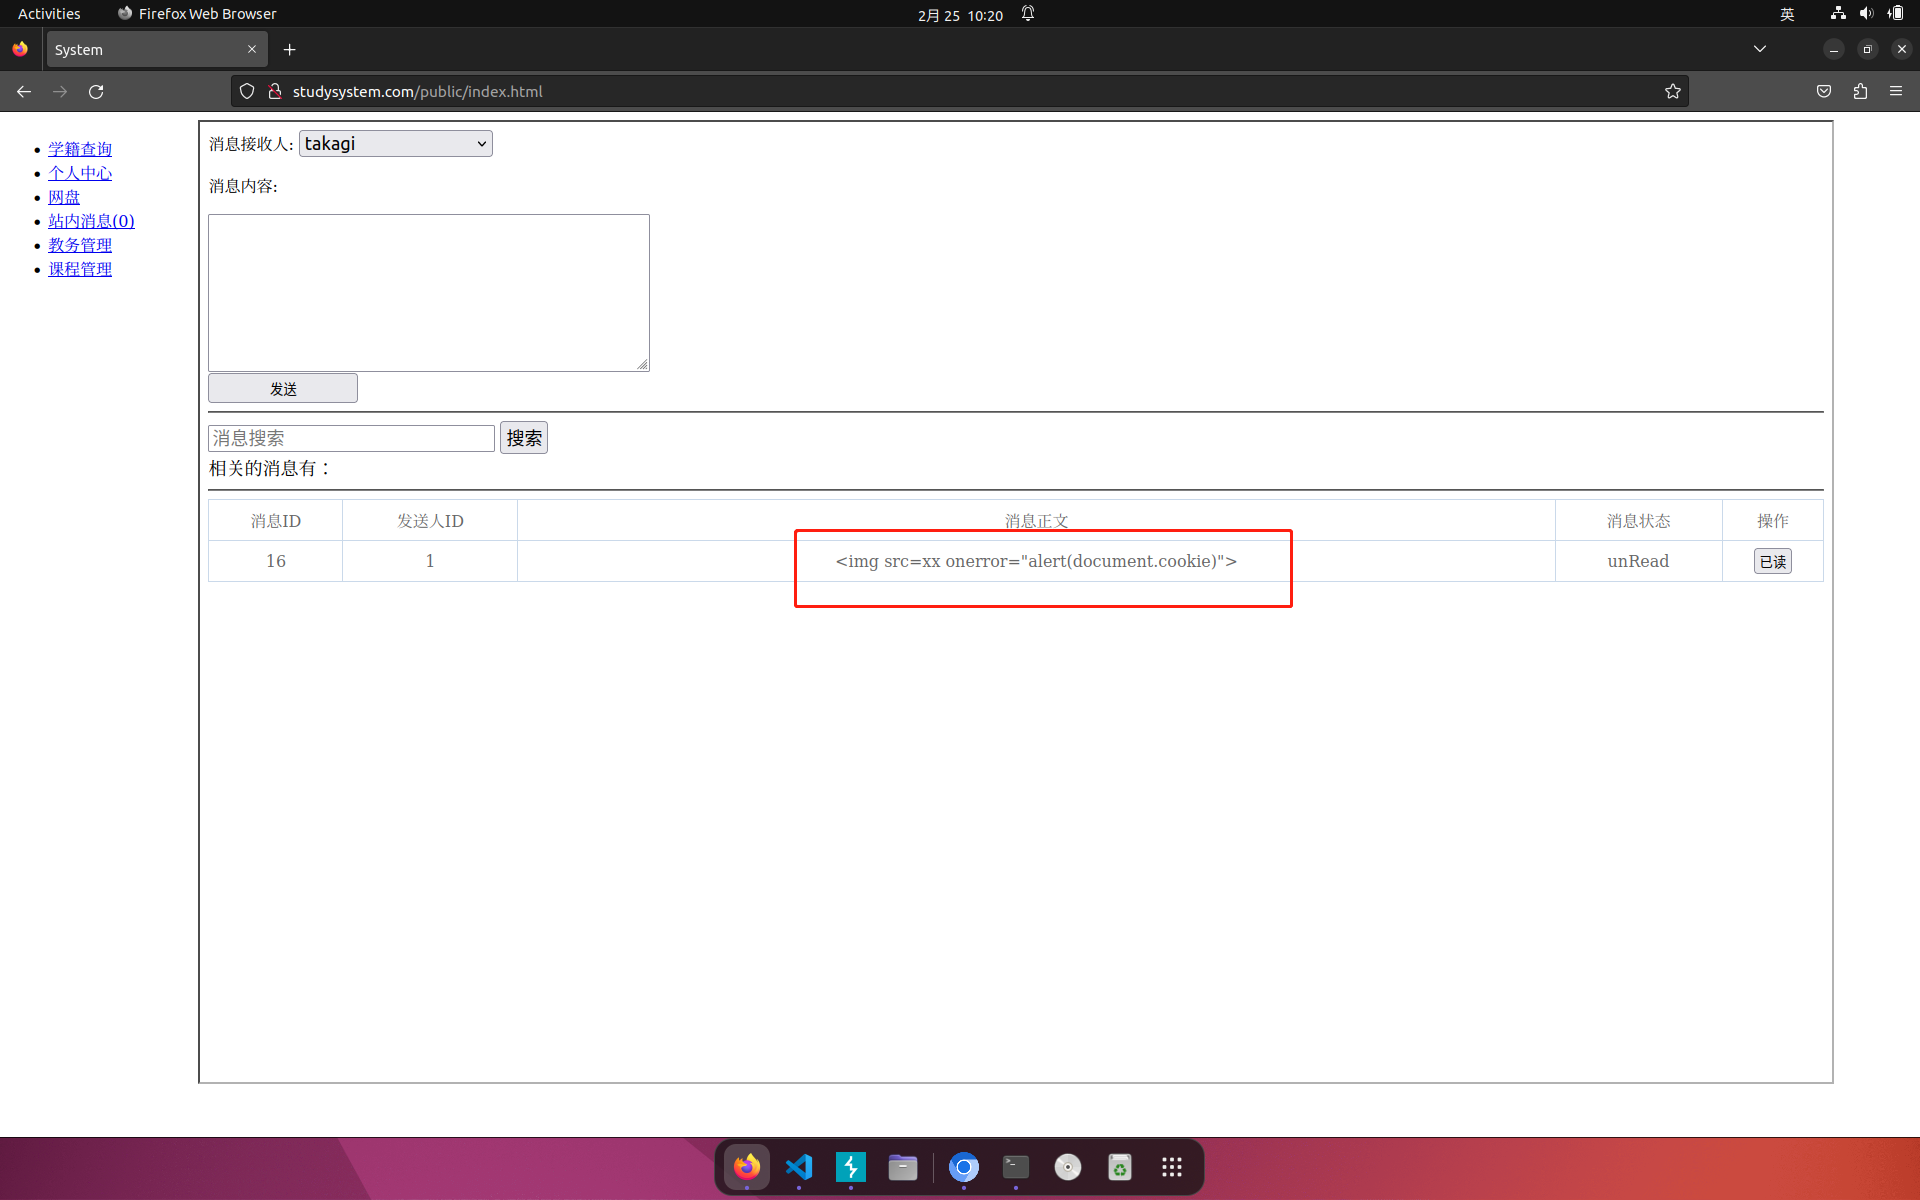 Activities
Firefox Web Browser
2月 25 10:20
英
System
studysystem.com/public/index.html
学籍查询
个人中心
网盘
站内消息(0)
教务管理
课程管理
消息接收人: takagi
消息内容:
发送
消息搜索 搜索
相关的消息有：
消息ID 发送人ID 消息正文 消息状态 操作
16 1 <img src=xx onerror="alert(document.cookie)"> unRead 已读